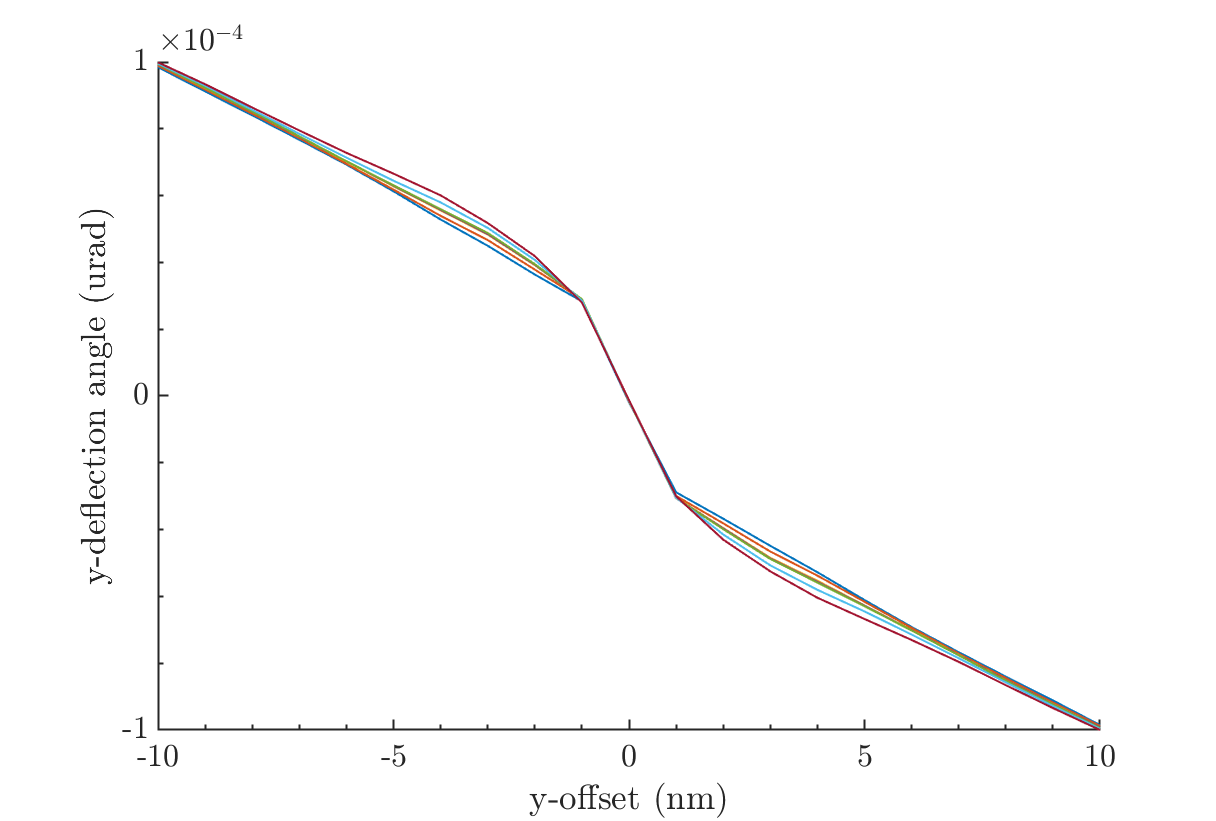 ×10⁻⁴
1
0
-1
y-deflection angle (urad)
-10 -5 0 5 10
y-offset (nm)